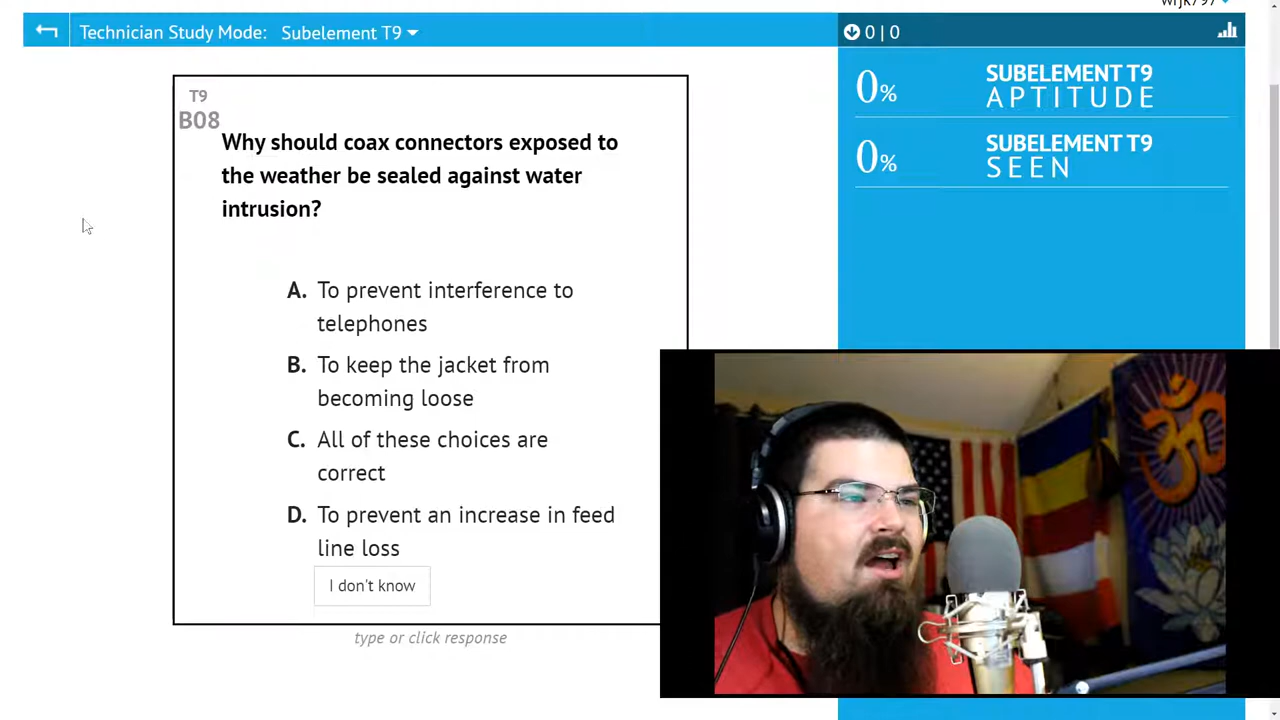 Technician Study Mode: Subelement T9
0 | 0
T9
B08
Why should coax connectors exposed to
the weather be sealed against water
intrusion?
A. To prevent interference to
telephones
B. To keep the jacket from
becoming loose
C. All of these choices are
correct
D. To prevent an increase in feed
line loss
I don't know
type or click response
0%
SUBELEMENT T9
APTITUDE
0%
SUBELEMENT T9
SEEN